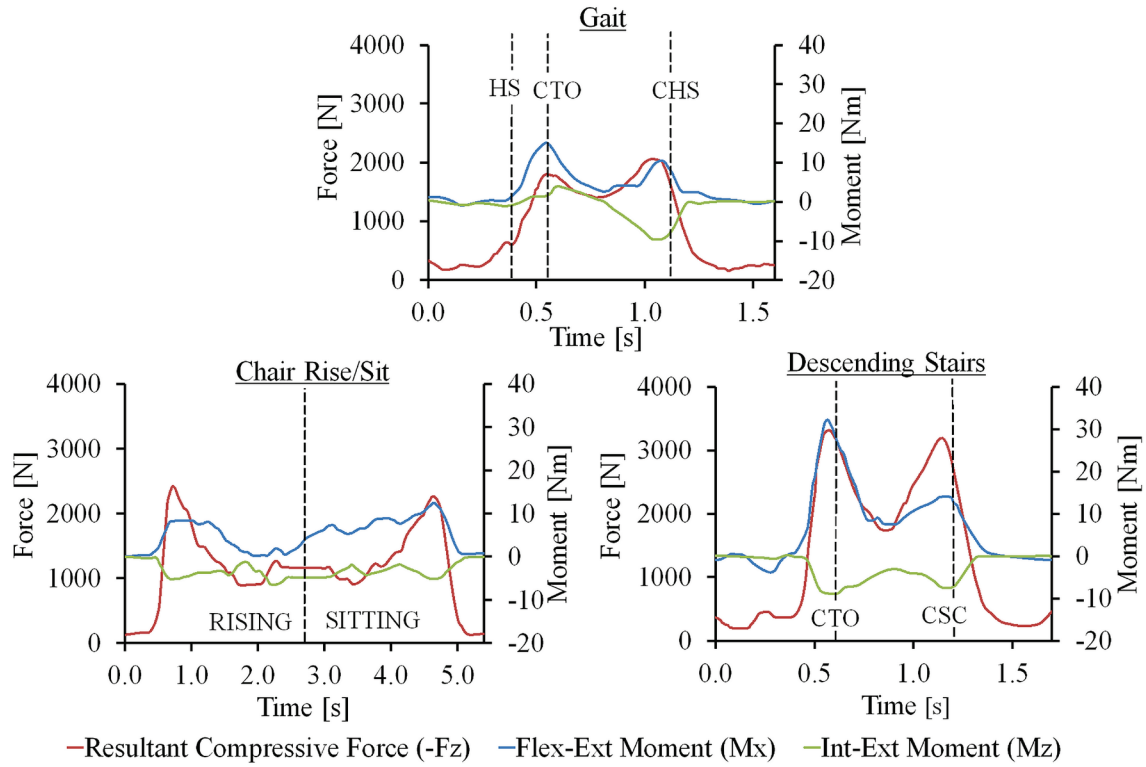 Gait
4000
3000
2000
1000
0
Force [N]
HS
CTO
CHS
40
30
20
10
0
-10
-20
Moment [Nm]
0.0 0.5 1.0 1.5
Time [s]
Chair Rise/Sit
4000
3000
2000
1000
0
Force [N]
RISING
SITTING
40
30
20
10
0
-10
-20
Moment [Nm]
0.0 1.0 2.0 3.0 4.0 5.0
Time [s]
Descending Stairs
4000
3000
2000
1000
0
Force [N]
CTO
CSC
40
30
20
10
0
-10
-20
Moment [Nm]
0.0 0.5 1.0 1.5
Time [s]
Resultant Compressive Force (-Fz) Flex-Ext Moment (Mx) Int-Ext Moment (Mz)